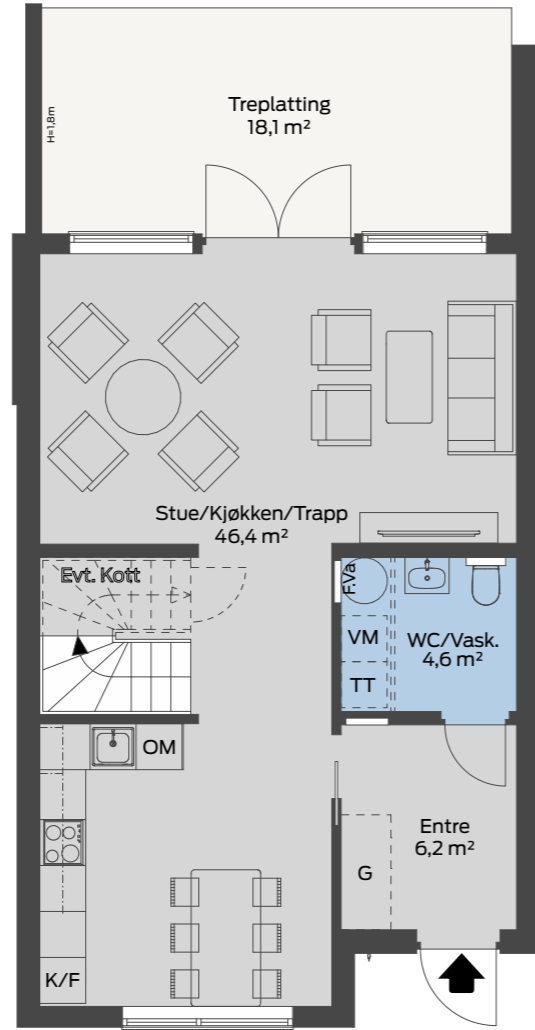 Treplatting
18,1 m²
H=1,8m
Stue/Kjøkken/Trapp
46,4 m²
Evt. Kott
F.Va
VM
WC/Vask.
4,6 m²
TT
OM
Entre
6,2 m²
G
K/F